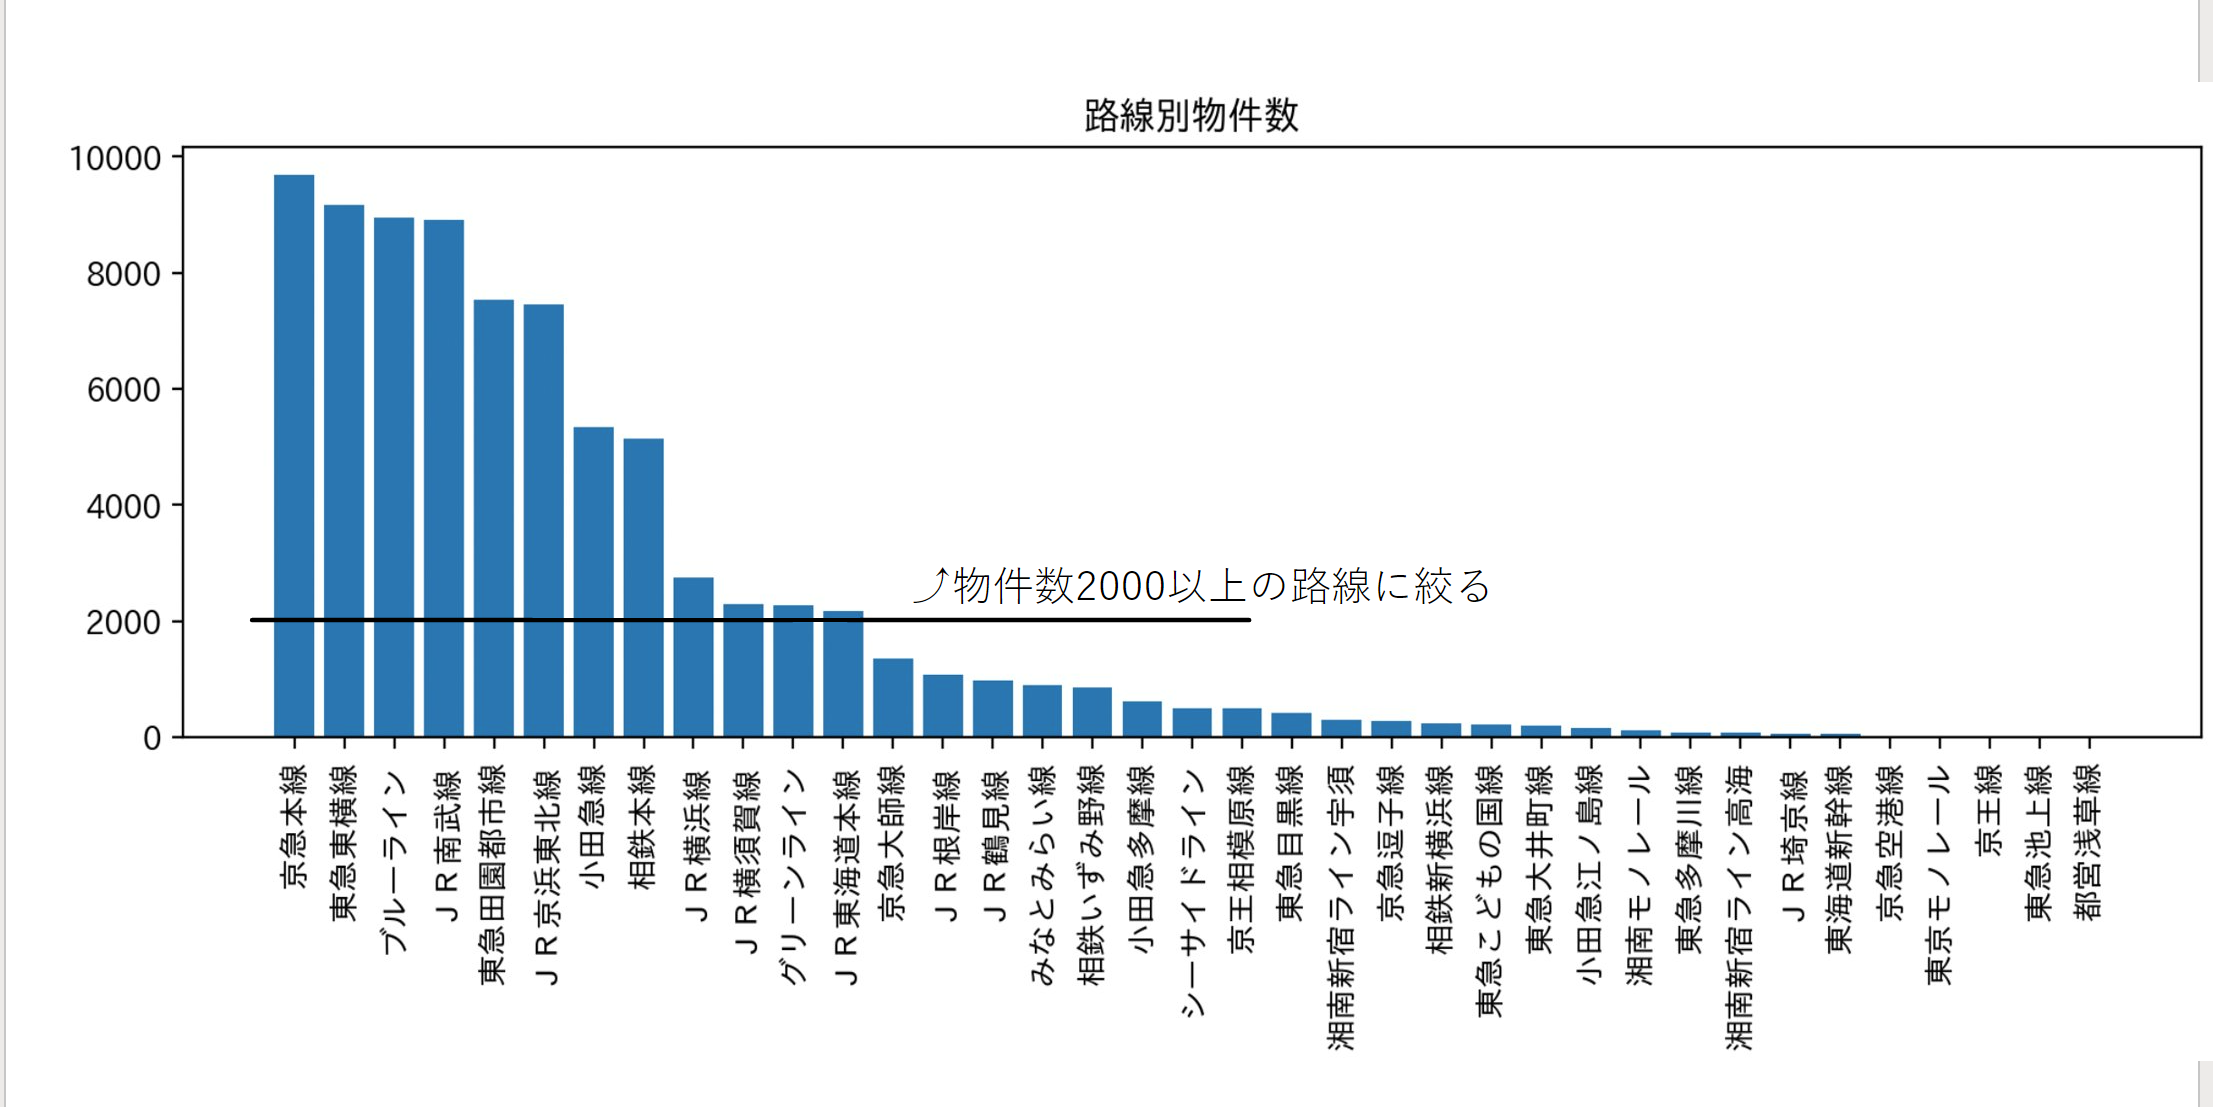 路線別物件数
10000
8000
6000
4000
2000
0
⤴物件数2000以上の路線に絞る
京急本線
東急東横線
ブルーライン
ＪＲ南武線
東急田園都市線
ＪＲ京浜東北線
小田急線
相鉄本線
ＪＲ横浜線
ＪＲ横須賀線
グリーンライン
ＪＲ東海道本線
京急大師線
ＪＲ根岸線
ＪＲ鶴見線
みなとみらい線
相鉄いずみ野線
小田急多摩線
シーサイドライン
京王相模原線
東急目黒線
湘南新宿ライン宇須
京急逗子線
相鉄新横浜線
東急こどもの国線
東急大井町線
小田急江ノ島線
湘南モノレール
東急多摩川線
湘南新宿ライン高海
ＪＲ埼京線
東海道新幹線
京急空港線
東京モノレール
京王線
東急池上線
都営浅草線